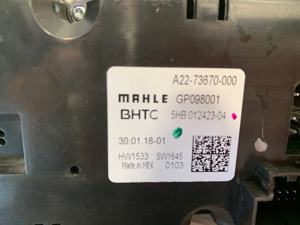 A22-73670-000
MAHLE GP098001
BHTC 5HB 012423-04
30.01.18-01
HW1533 SW1645
Made in MEX 0103